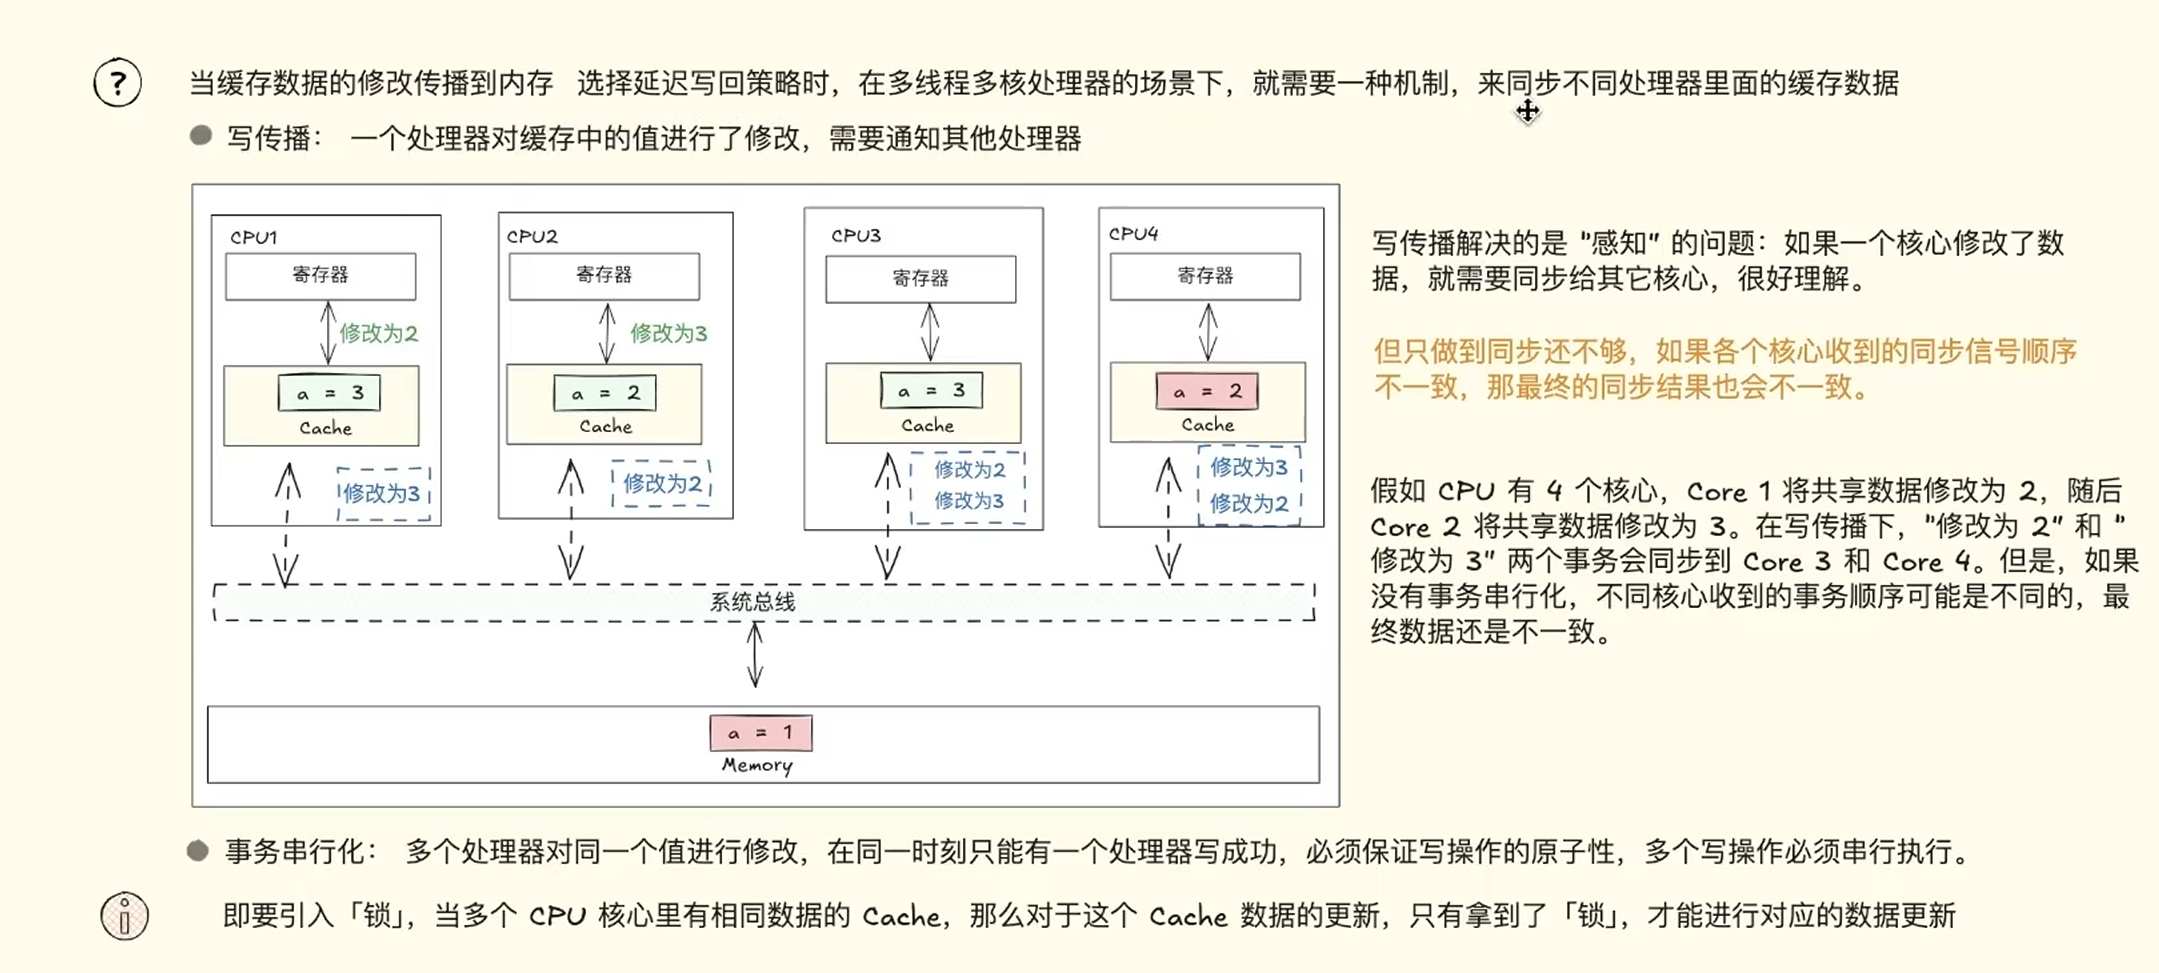 ?
当缓存数据的修改传播到内存 选择延迟写回策略时，在多线程多核处理器的场景下，就需要一种机制，来同步不同处理器里面的缓存数据
写传播： 一个处理器对缓存中的值进行了修改，需要通知其他处理器
CPU1
寄存器
修改为2
a = 3
Cache
修改为3
CPU2
寄存器
修改为3
a = 2
Cache
修改为2
CPU3
寄存器
a = 3
Cache
修改为2
修改为3
CPU4
寄存器
a = 2
Cache
修改为3
修改为2
系统总线
a = 1
Memory
写传播解决的是 "感知" 的问题：如果一个核心修改了数
据，就需要同步给其它核心，很好理解。
但只做到同步还不够，如果各个核心收到的同步信号顺序
不一致，那最终的同步结果也会不一致。
假如 CPU 有 4 个核心，Core 1 将共享数据修改为 2，随后
Core 2 将共享数据修改为 3。在写传播下，"修改为 2" 和 "
修改为 3" 两个事务会同步到 Core 3 和 Core 4。但是，如果
没有事务串行化，不同核心收到的事务顺序可能是不同的，最
终数据还是不一致。
事务串行化： 多个处理器对同一个值进行修改，在同一时刻只能有一个处理器写成功，必须保证写操作的原子性，多个写操作必须串行执行。
i
即要引入「锁」，当多个 CPU 核心里有相同数据的 Cache，那么对于这个 Cache 数据的更新，只有拿到了「锁」，才能进行对应的数据更新